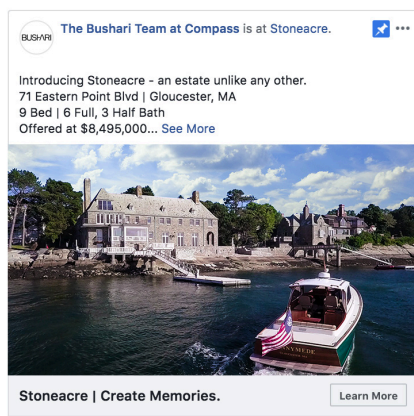 BUSHARI
The Bushari Team at Compass is at Stoneacre.
Introducing Stoneacre - an estate unlike any other.
71 Eastern Point Blvd | Gloucester, MA
9 Bed | 6 Full, 3 Half Bath
Offered at $8,495,000... See More
Stoneacre | Create Memories.
Learn More